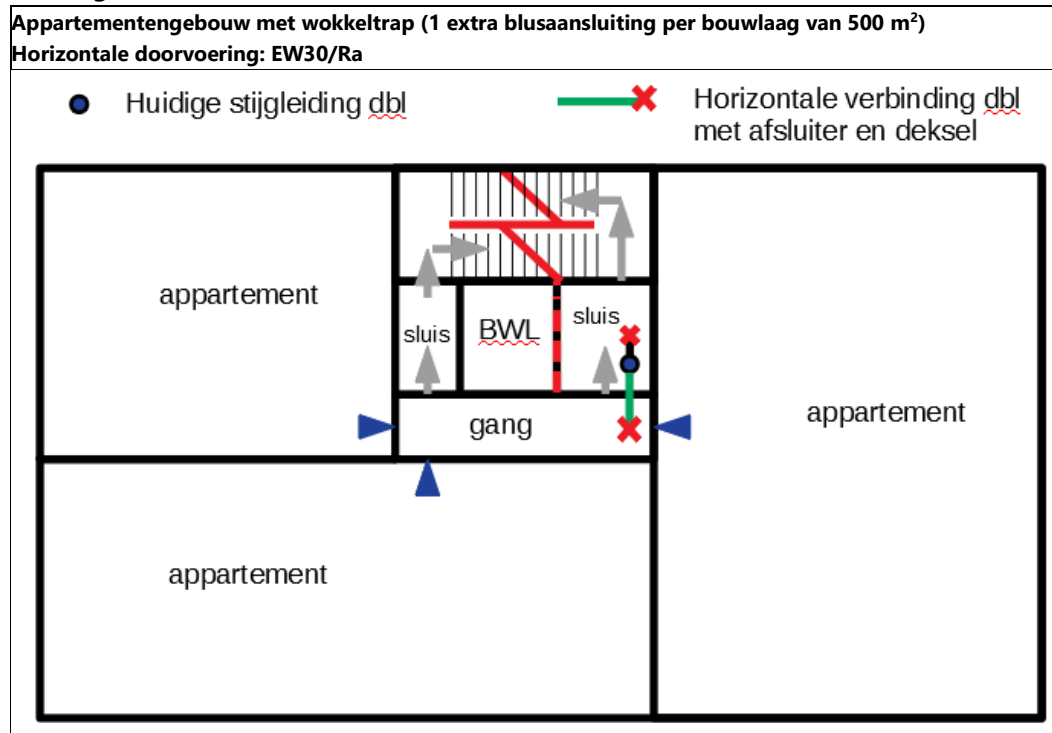 Appartementengebouw met wokkeltrap (1 extra blusaansluiting per bouwlaag van 500 m²)
Horizontale doorvoering: EW30/Ra
Huidige stijgleiding dbl
Horizontale verbinding dbl
met afsluiter en deksel
appartement
sluis
BWL
sluis
gang
appartement
appartement